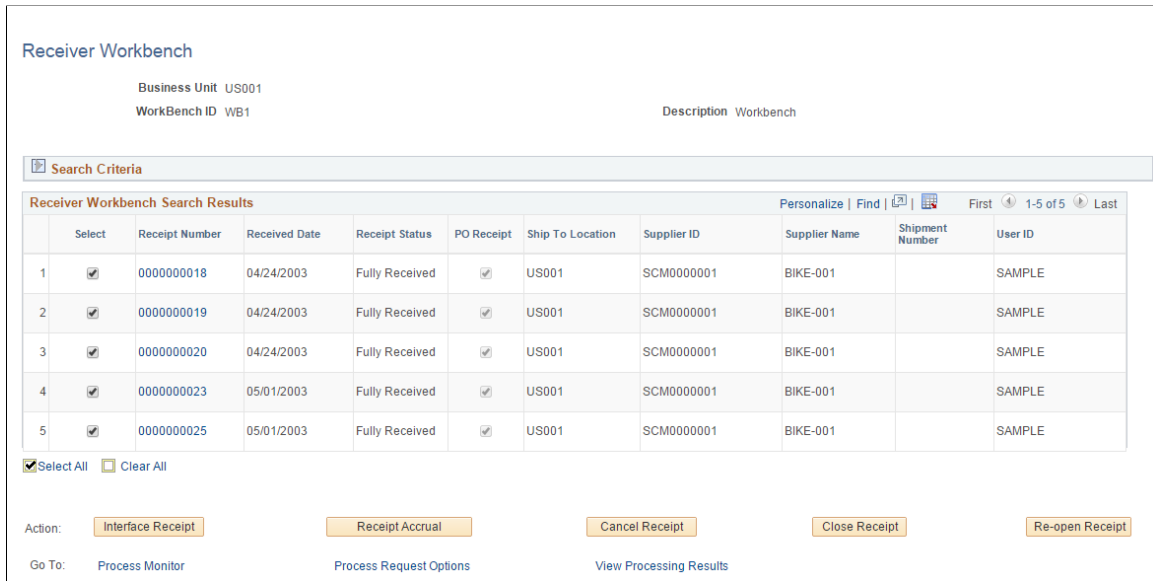 Receiver Workbench
Business Unit US001
WorkBench ID WB1 Description Workbench
Search Criteria
Receiver Workbench Search Results Personalize | Find | | First 1-5 of 5 Last
Select Receipt Number Received Date Receipt Status PO Receipt Ship To Location Supplier ID Supplier Name Shipment Number User ID
1 0000000018 04/24/2003 Fully Received US001 SCM0000001 BIKE-001 SAMPLE
2 0000000019 04/24/2003 Fully Received US001 SCM0000001 BIKE-001 SAMPLE
3 0000000020 04/24/2003 Fully Received US001 SCM0000001 BIKE-001 SAMPLE
4 0000000023 05/01/2003 Fully Received US001 SCM0000001 BIKE-001 SAMPLE
5 0000000025 05/01/2003 Fully Received US001 SCM0000001 BIKE-001 SAMPLE
Select All Clear All
Action: Interface Receipt Receipt Accrual Cancel Receipt Close Receipt Re-open Receipt
Go To: Process Monitor Process Request Options View Processing Results